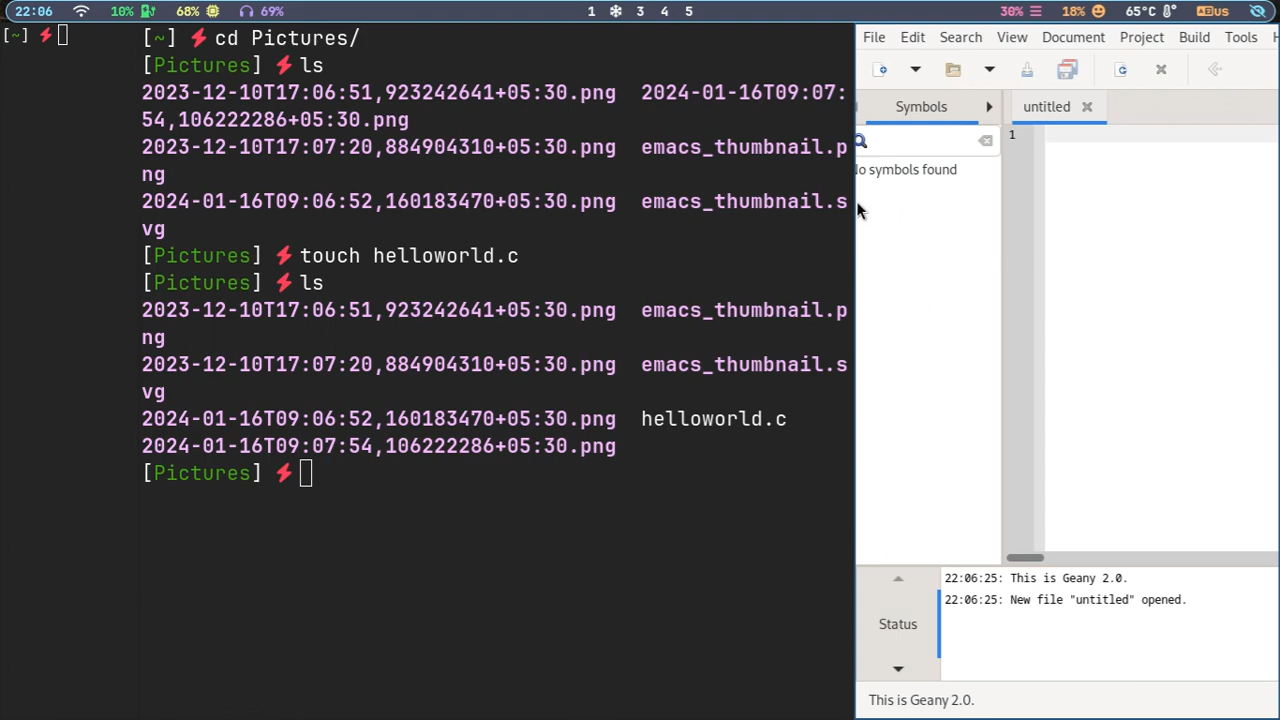 22:06 10% 68% 69% 1 3 4 5 30% 18% 65°C us
[~]
[~] cd Pictures/
[Pictures] ls
2023-12-10T17:06:51,923242641+05:30.png 2024-01-16T09:07:
54,106222286+05:30.png
2023-12-10T17:07:20,884904310+05:30.png emacs_thumbnail.p
ng
2024-01-16T09:06:52,160183470+05:30.png emacs_thumbnail.s
vg
[Pictures] touch helloworld.c
[Pictures] ls
2023-12-10T17:06:51,923242641+05:30.png emacs_thumbnail.p
ng
2023-12-10T17:07:20,884904310+05:30.png emacs_thumbnail.s
vg
2024-01-16T09:06:52,160183470+05:30.png helloworld.c
2024-01-16T09:07:54,106222286+05:30.png
[Pictures]
File Edit Search View Document Project Build Tools H
Symbols untitled
1
No symbols found
22:06:25: This is Geany 2.0.
22:06:25: New file "untitled" opened.
Status
This is Geany 2.0.